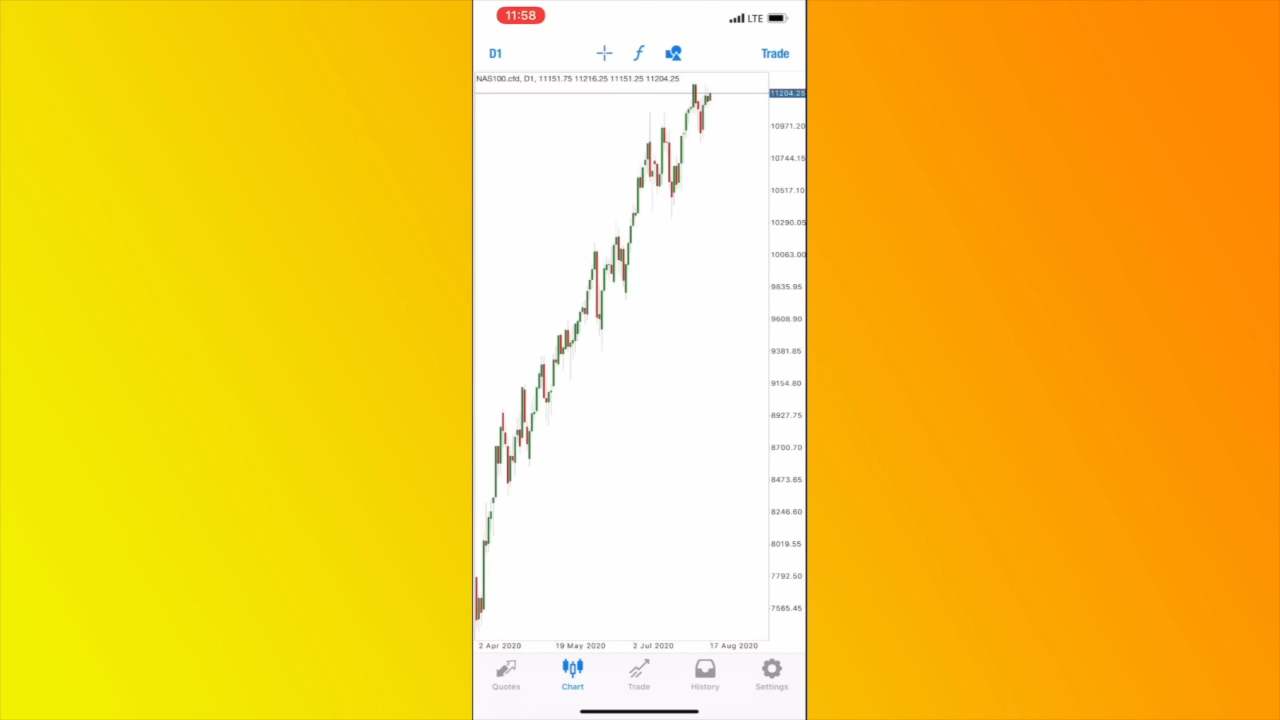 11:58
LTE
D1
f
Trade
NAS100.cfd, D1, 11151.75 11216.25 11151.25 11204.25
11204.25
10971.20
10744.15
10517.10
10290.05
10063.00
9835.95
9608.90
9381.85
9154.80
8927.75
8700.70
8473.65
8246.60
8019.55
7792.50
7565.45
2 Apr 2020 19 May 2020 2 Jul 2020 17 Aug 2020
Quotes Chart Trade History Settings